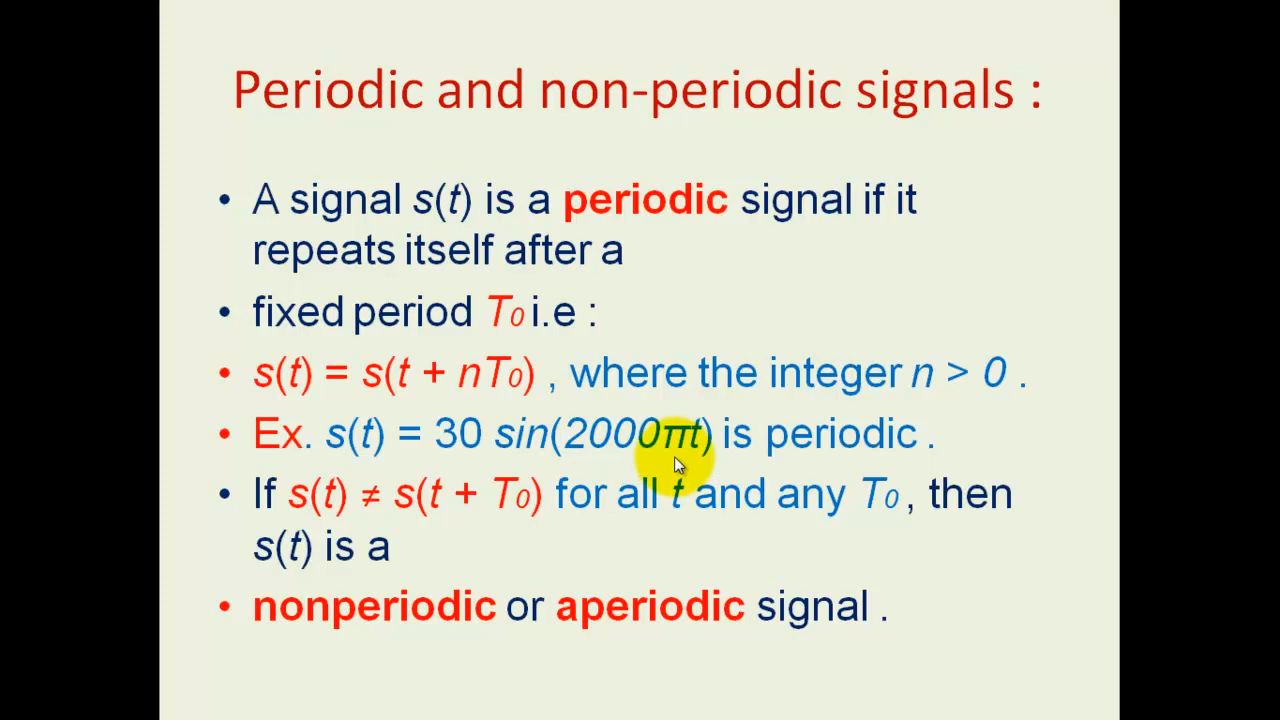 Periodic and non-periodic signals :
• A signal s(t) is a periodic signal if it
repeats itself after a
• fixed period T₀ i.e :
• s(t) = s(t + nT₀) , where the integer n > 0 .
• Ex. s(t) = 30 sin(2000πt) is periodic .
• If s(t) ≠ s(t + T₀) for all t and any T₀ , then
s(t) is a
• nonperiodic or aperiodic signal .